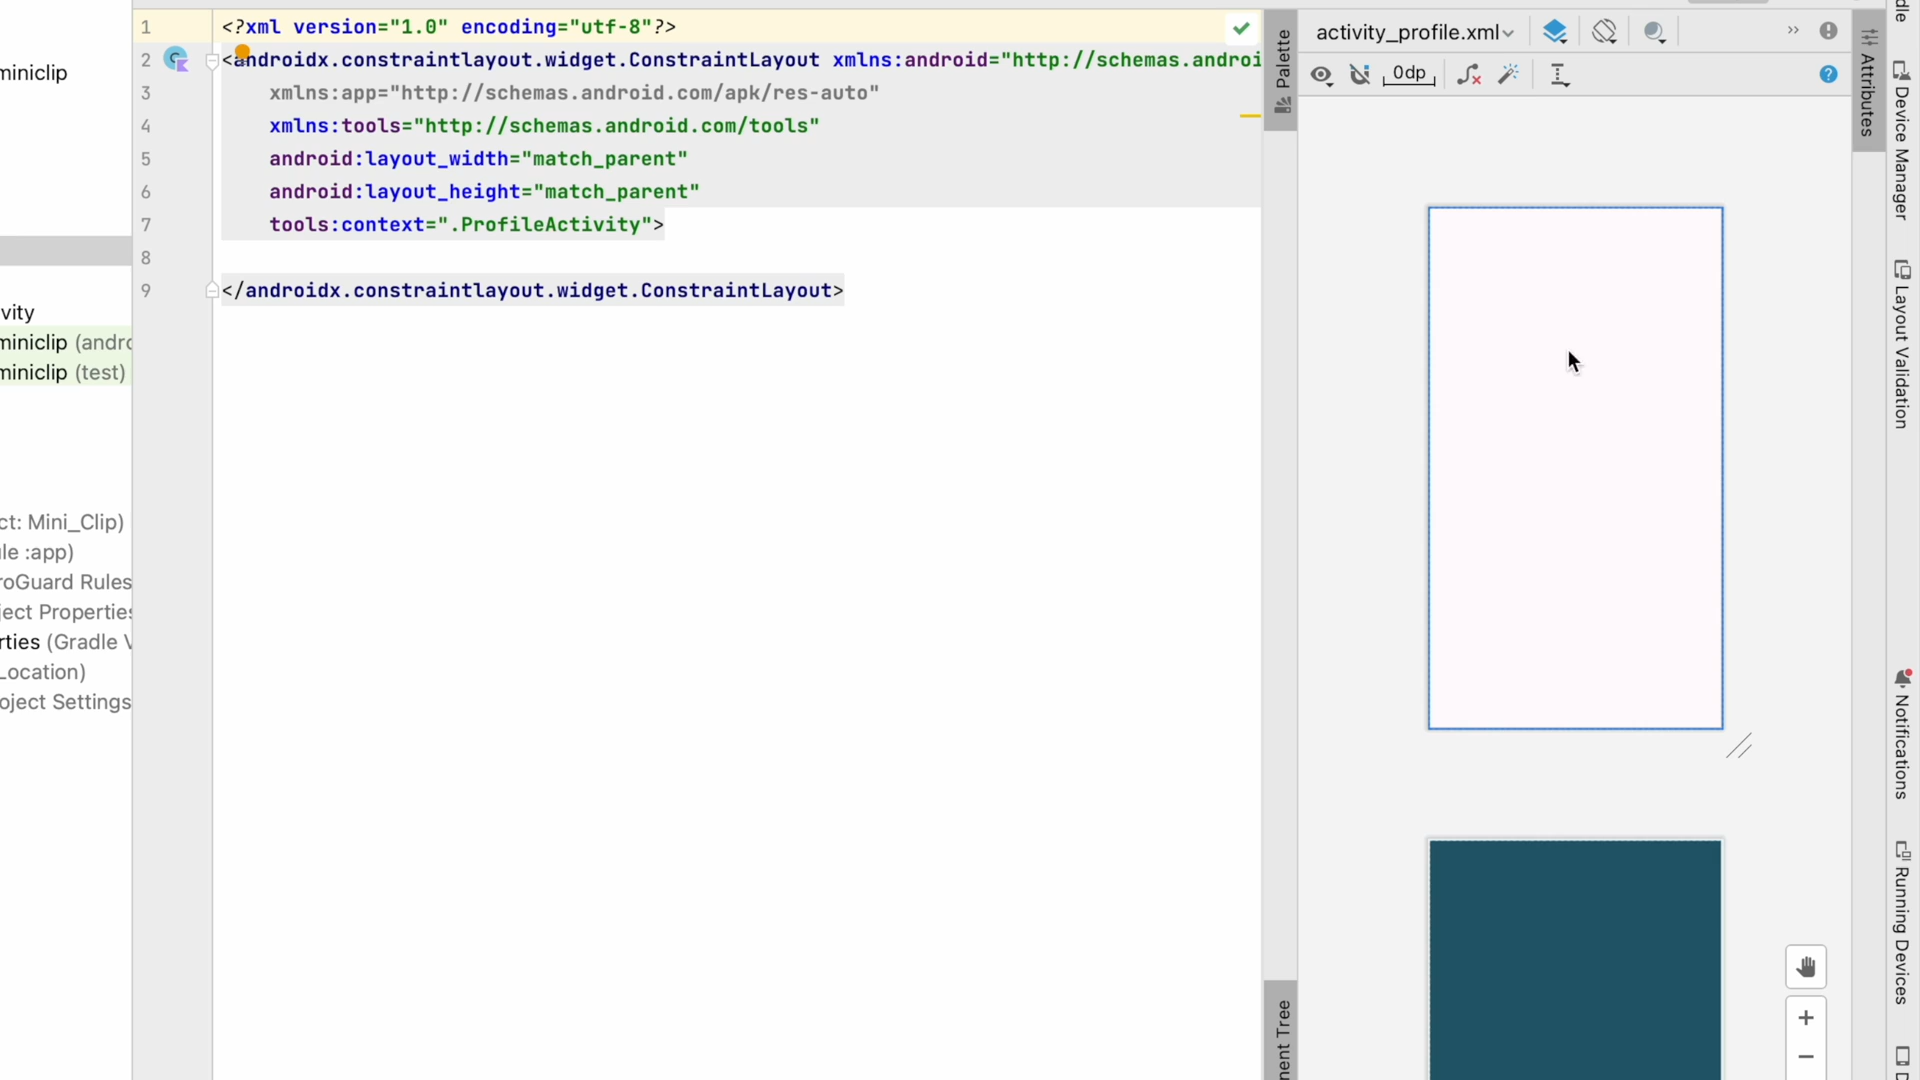 miniclip
vity
miniclip (andro
miniclip (test)
ct: Mini_Clip)
le :app)
roGuard Rules
ject Properties
rties (Gradle V
Location)
oject Settings
1 <?xml version="1.0" encoding="utf-8"?>
2 <androidx.constraintlayout.widget.ConstraintLayout xmlns:android="http://schemas.androi
3 xmlns:app="http://schemas.android.com/apk/res-auto"
4 xmlns:tools="http://schemas.android.com/tools"
5 android:layout_width="match_parent"
6 android:layout_height="match_parent"
7 tools:context=".ProfileActivity">
8
9 </androidx.constraintlayout.widget.ConstraintLayout>
Palette
nent Tree
activity_profile.xml
0dp
Attributes
dle
Device Manager
Layout Validation
Notifications
Running Devices